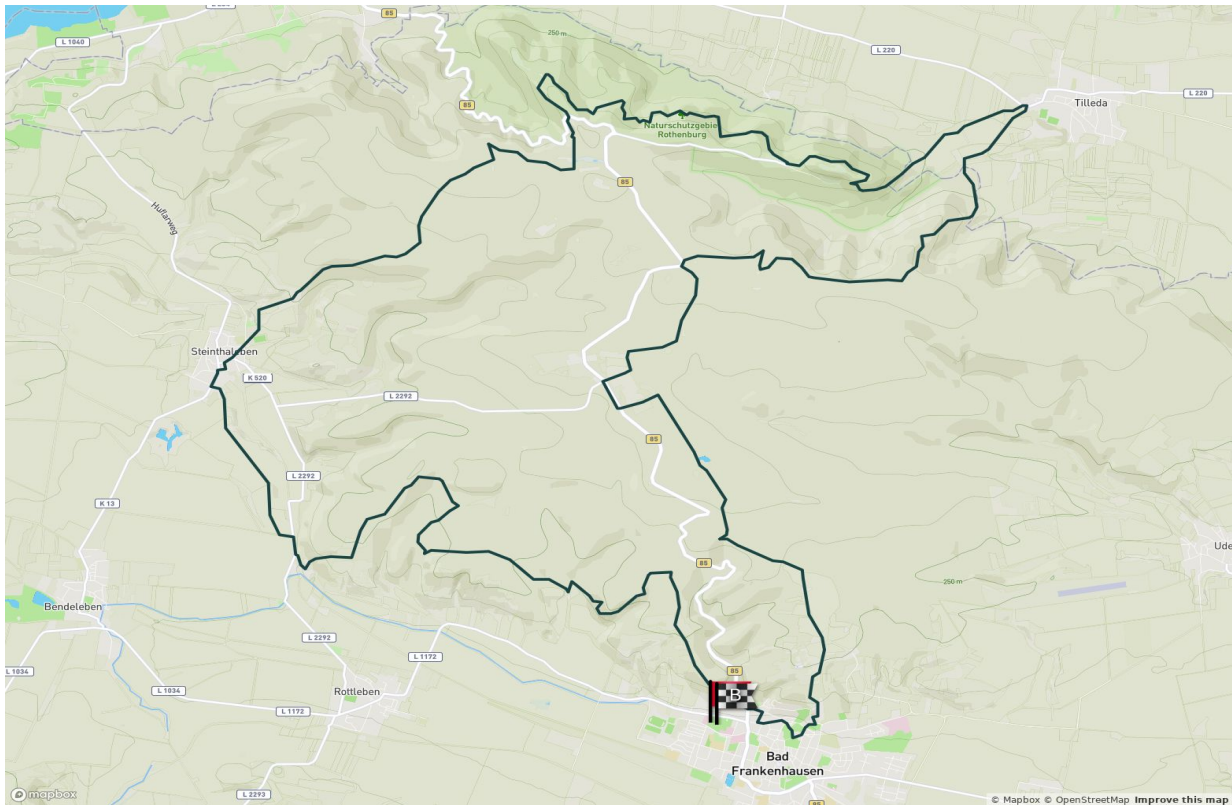 85
L 1040
250 m
L 220
85
L 220
Tilleda
Naturschutzgebie
Rothenburg
85
Huflarweg
Steinthaleben
K 520
L 2292
85
L 2292
K 13
Ude
85
250 m
Bendeleben
L 2292
L 1172
L 1034
85
Rottleben
L 1034
B
L 1172
Bad
Frankenhausen
L 2293
mapbox
© Mapbox © OpenStreetMap Improve this map